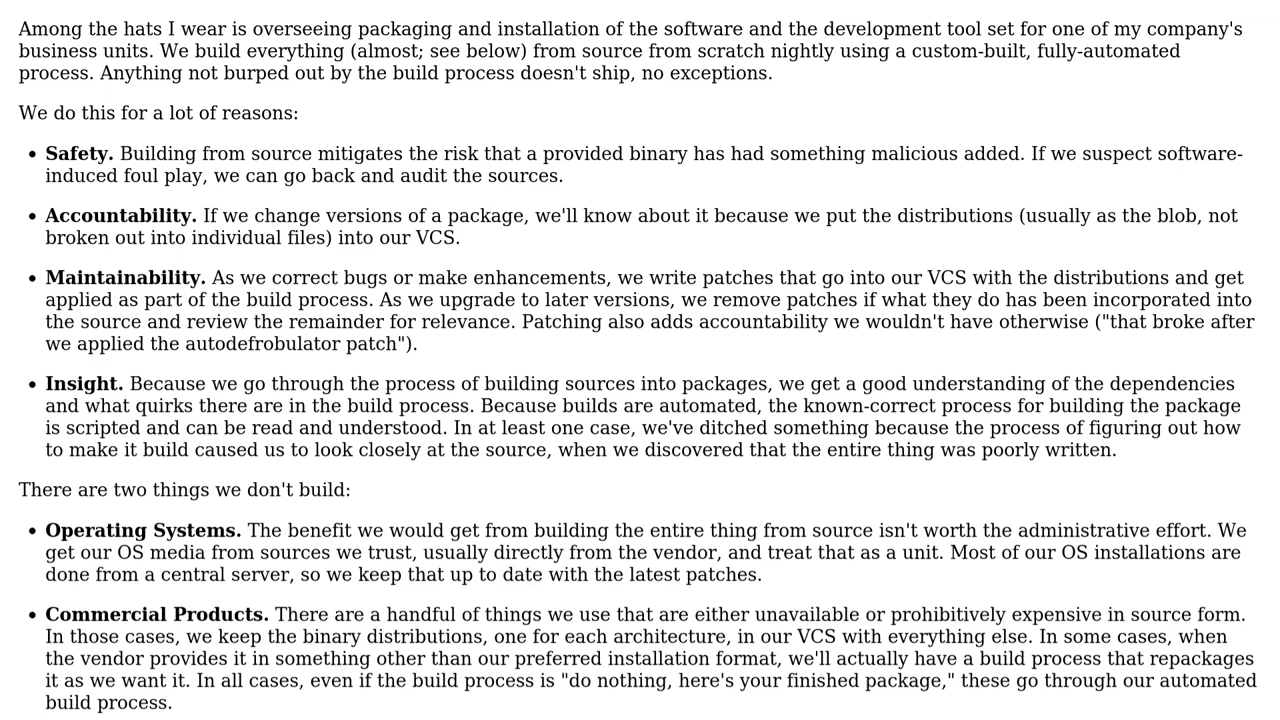 Among the hats I wear is overseeing packaging and installation of the software and the development tool set for one of my company's
business units. We build everything (almost; see below) from source from scratch nightly using a custom-built, fully-automated
process. Anything not burped out by the build process doesn't ship, no exceptions.
We do this for a lot of reasons:
• Safety. Building from source mitigates the risk that a provided binary has had something malicious added. If we suspect software-
induced foul play, we can go back and audit the sources.
• Accountability. If we change versions of a package, we'll know about it because we put the distributions (usually as the blob, not
broken out into individual files) into our VCS.
• Maintainability. As we correct bugs or make enhancements, we write patches that go into our VCS with the distributions and get
applied as part of the build process. As we upgrade to later versions, we remove patches if what they do has been incorporated into
the source and review the remainder for relevance. Patching also adds accountability we wouldn't have otherwise ("that broke after
we applied the autodefrobulator patch").
• Insight. Because we go through the process of building sources into packages, we get a good understanding of the dependencies
and what quirks there are in the build process. Because builds are automated, the known-correct process for building the package
is scripted and can be read and understood. In at least one case, we've ditched something because the process of figuring out how
to make it build caused us to look closely at the source, when we discovered that the entire thing was poorly written.
There are two things we don't build:
• Operating Systems. The benefit we would get from building the entire thing from source isn't worth the administrative effort. We
get our OS media from sources we trust, usually directly from the vendor, and treat that as a unit. Most of our OS installations are
done from a central server, so we keep that up to date with the latest patches.
• Commercial Products. There are a handful of things we use that are either unavailable or prohibitively expensive in source form.
In those cases, we keep the binary distributions, one for each architecture, in our VCS with everything else. In some cases, when
the vendor provides it in something other than our preferred installation format, we'll actually have a build process that repackages
it as we want it. In all cases, even if the build process is "do nothing, here's your finished package," these go through our automated
build process.